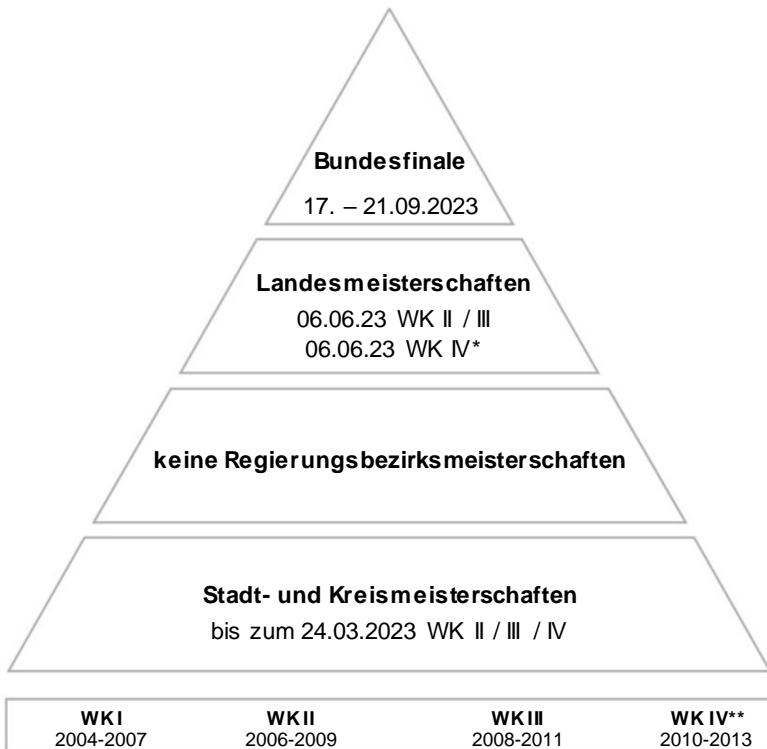 Bundesfinale
17. – 21.09.2023
Landesmeisterschaften
06.06.23 WK II / III
06.06.23 WK IV*
keine Regierungsbezirksmeisterschaften
Stadt- und Kreismeisterschaften
bis zum 24.03.2023 WK II / III / IV
WK I WK II WK III WK IV**
2004-2007 2006-2009 2008-2011 2010-2013